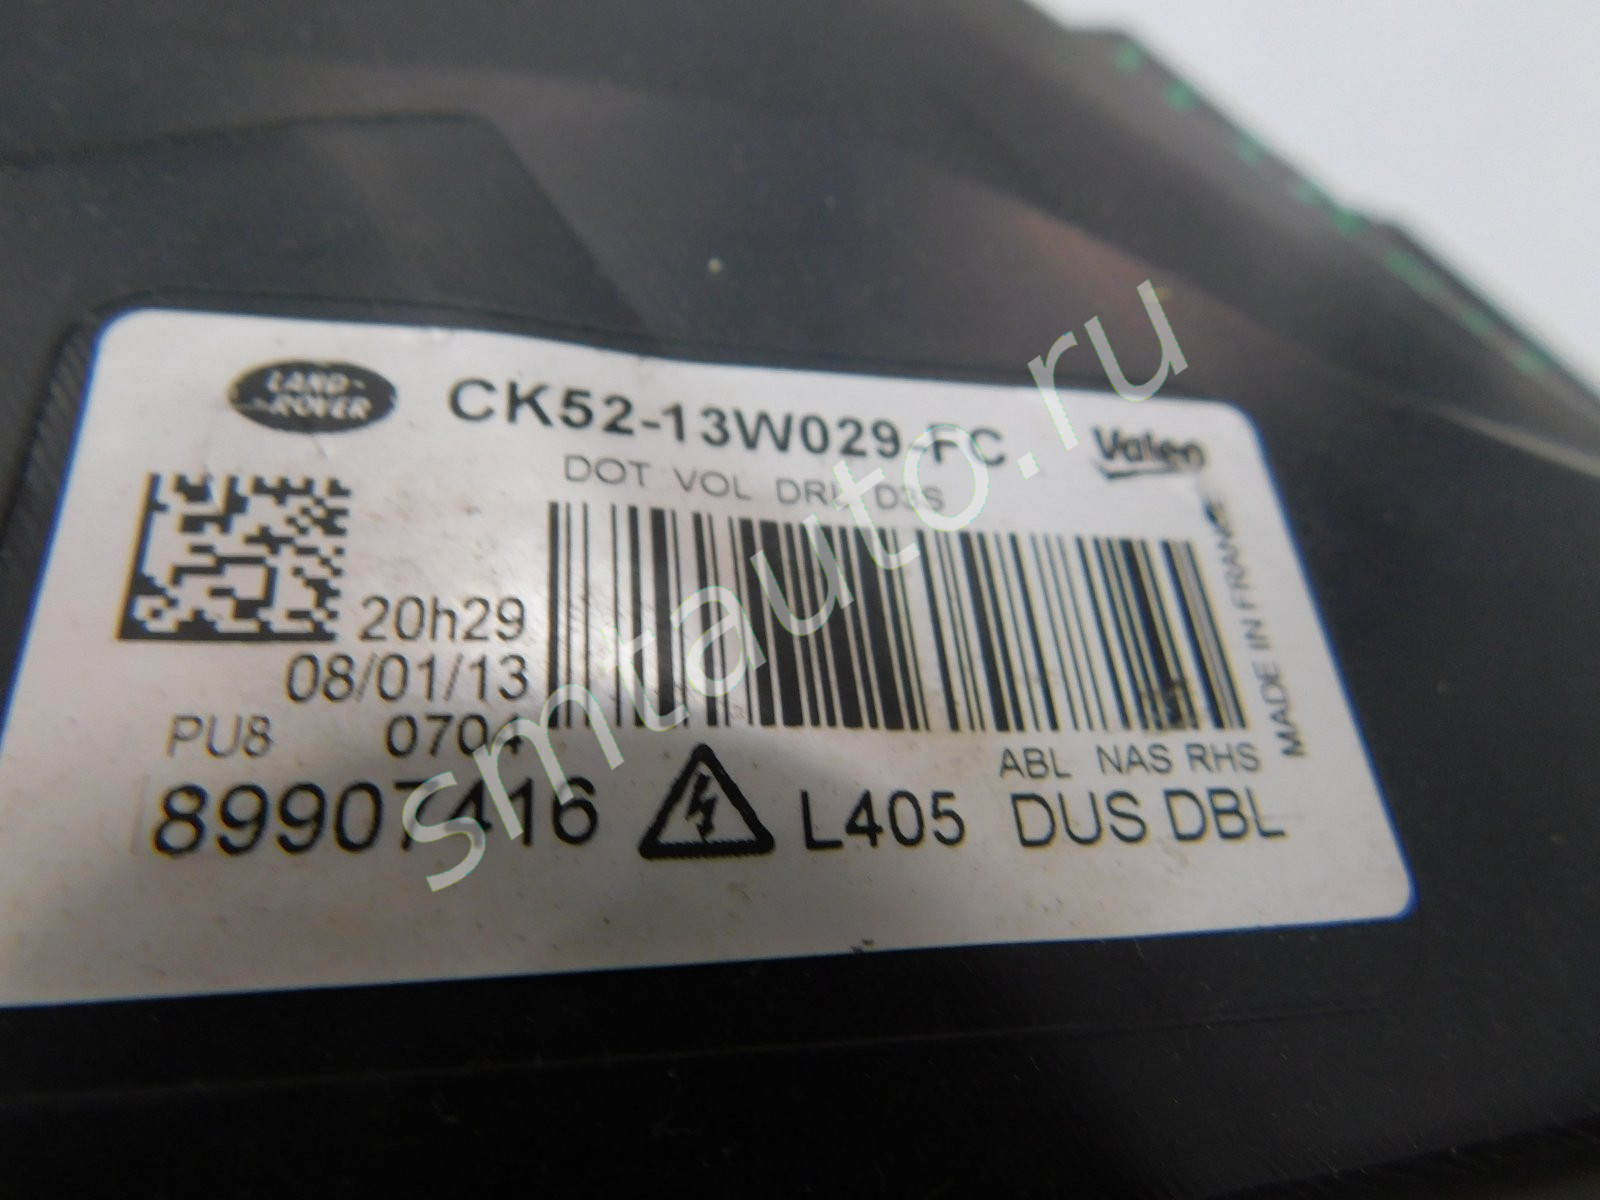 LAND-
ROVER
CK52-13W029-FC
Valeo
DOT VOL DRL D3S
MADE IN FRANCE
20h29
08/01/13
PU8 0704
ABL NAS RHS
89907416 L405 DUS DBL
smtauto.ru